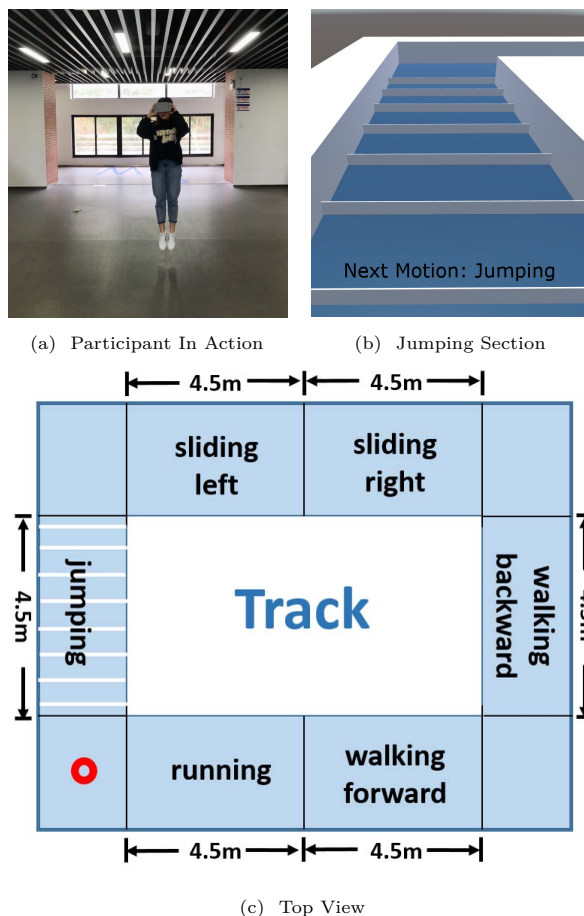 Next Motion: Jumping
(a) Participant In Action
(b) Jumping Section
4.5m
4.5m
sliding
left
sliding
right
4.5m
jumping
Track
walking
backward
running
walking
forward
4.5m
4.5m
(c) Top View